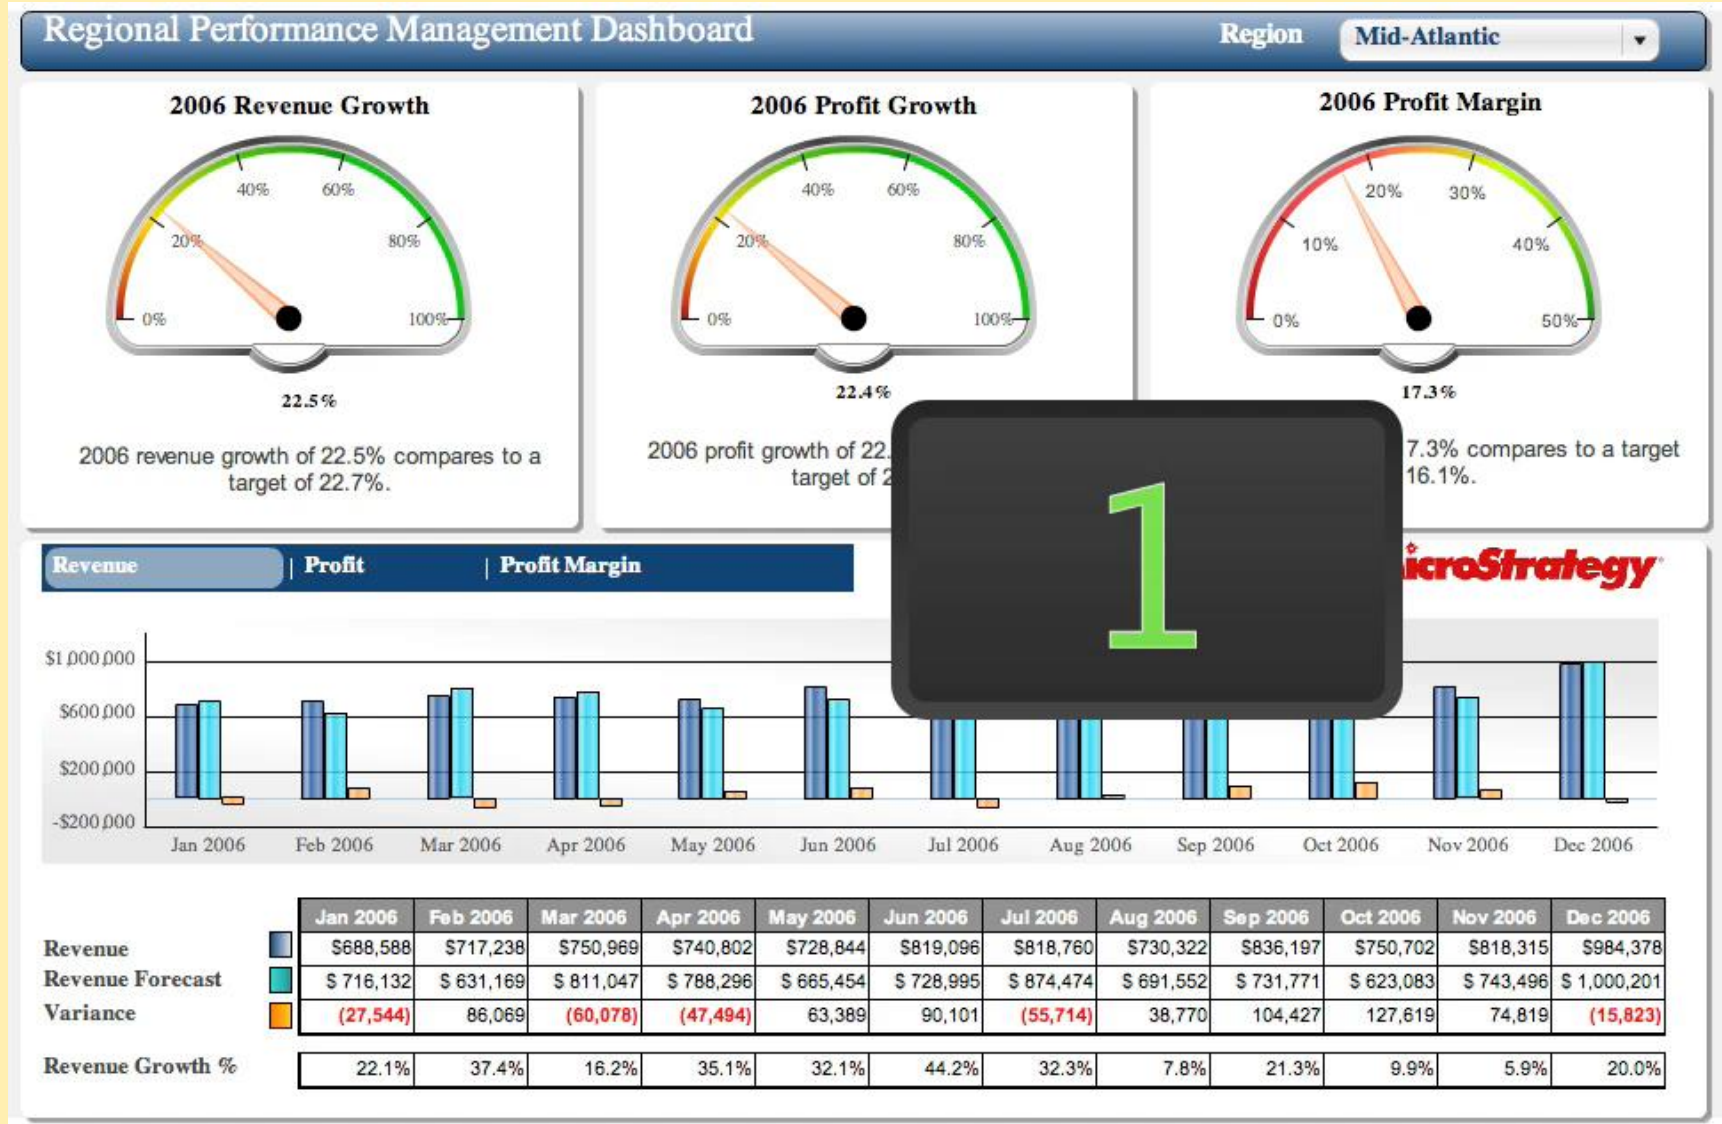 Regional Performance Management Dashboard
Region
Mid-Atlantic
2006 Revenue Growth
0%
20%
40%
60%
80%
100%
22.5%
2006 revenue growth of 22.5% compares to a
target of 22.7%.
2006 Profit Growth
0%
20%
40%
60%
80%
100%
22.4%
2006 profit growth of 22.
target of 2
2006 Profit Margin
0%
10%
20%
30%
40%
50%
17.3%
7.3% compares to a target
16.1%.
1
Revenue | Profit | Profit Margin
icroStrategy
$1,000,000
$600,000
$200,000
-$200,000
Jan 2006 Feb 2006 Mar 2006 Apr 2006 May 2006 Jun 2006 Jul 2006 Aug 2006 Sep 2006 Oct 2006 Nov 2006 Dec 2006
Jan 2006 Feb 2006 Mar 2006 Apr 2006 May 2006 Jun 2006 Jul 2006 Aug 2006 Sep 2006 Oct 2006 Nov 2006 Dec 2006
Revenue $688,588 $717,238 $750,969 $740,802 $728,844 $819,096 $818,760 $730,322 $836,197 $750,702 $818,315 $984,378
Revenue Forecast $ 716,132 $ 631,169 $ 811,047 $ 788,296 $ 665,454 $ 728,995 $ 874,474 $ 691,552 $ 731,771 $ 623,083 $ 743,496 $ 1,000,201
Variance (27,544) 86,069 (60,078) (47,494) 63,389 90,101 (55,714) 38,770 104,427 127,619 74,819 (15,823)
Revenue Growth % 22.1% 37.4% 16.2% 35.1% 32.1% 44.2% 32.3% 7.8% 21.3% 9.9% 5.9% 20.0%